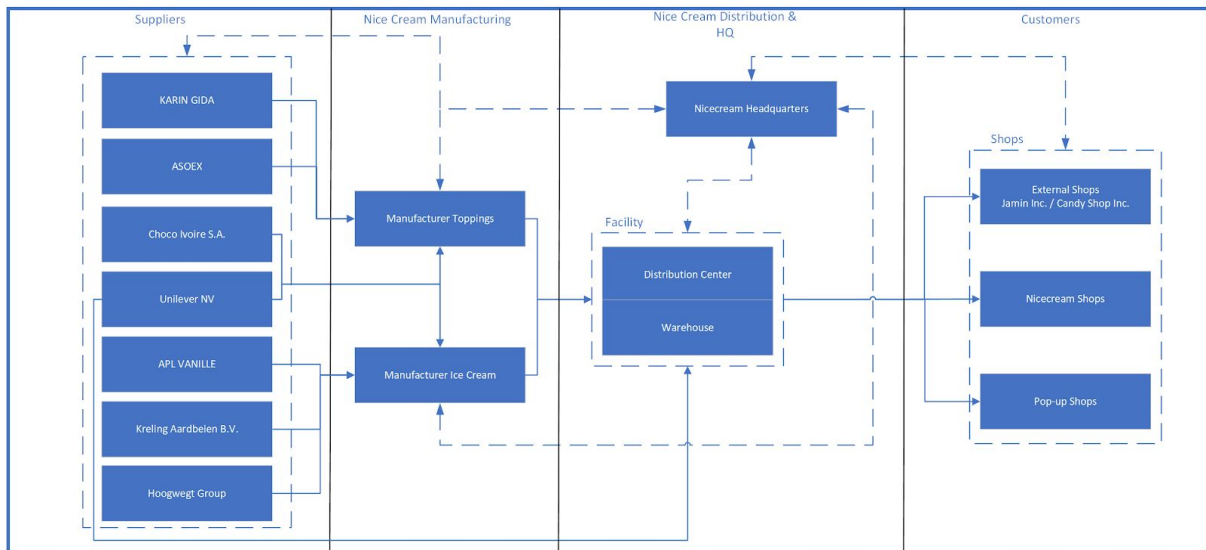 Suppliers
Nice Cream Manufacturing
Nice Cream Distribution &
HQ
Customers
KARIN GIDA
ASOEX
Choco Ivoire S.A.
Unilever NV
APL VANILLE
Kreling Aardbeien B.V.
Hoogwegt Group
Manufacturer Toppings
Manufacturer Ice Cream
Nicecream Headquarters
Facility
Distribution Center
Warehouse
Shops
External Shops
Jamin Inc. / Candy Shop Inc.
Nicecream Shops
Pop-up Shops